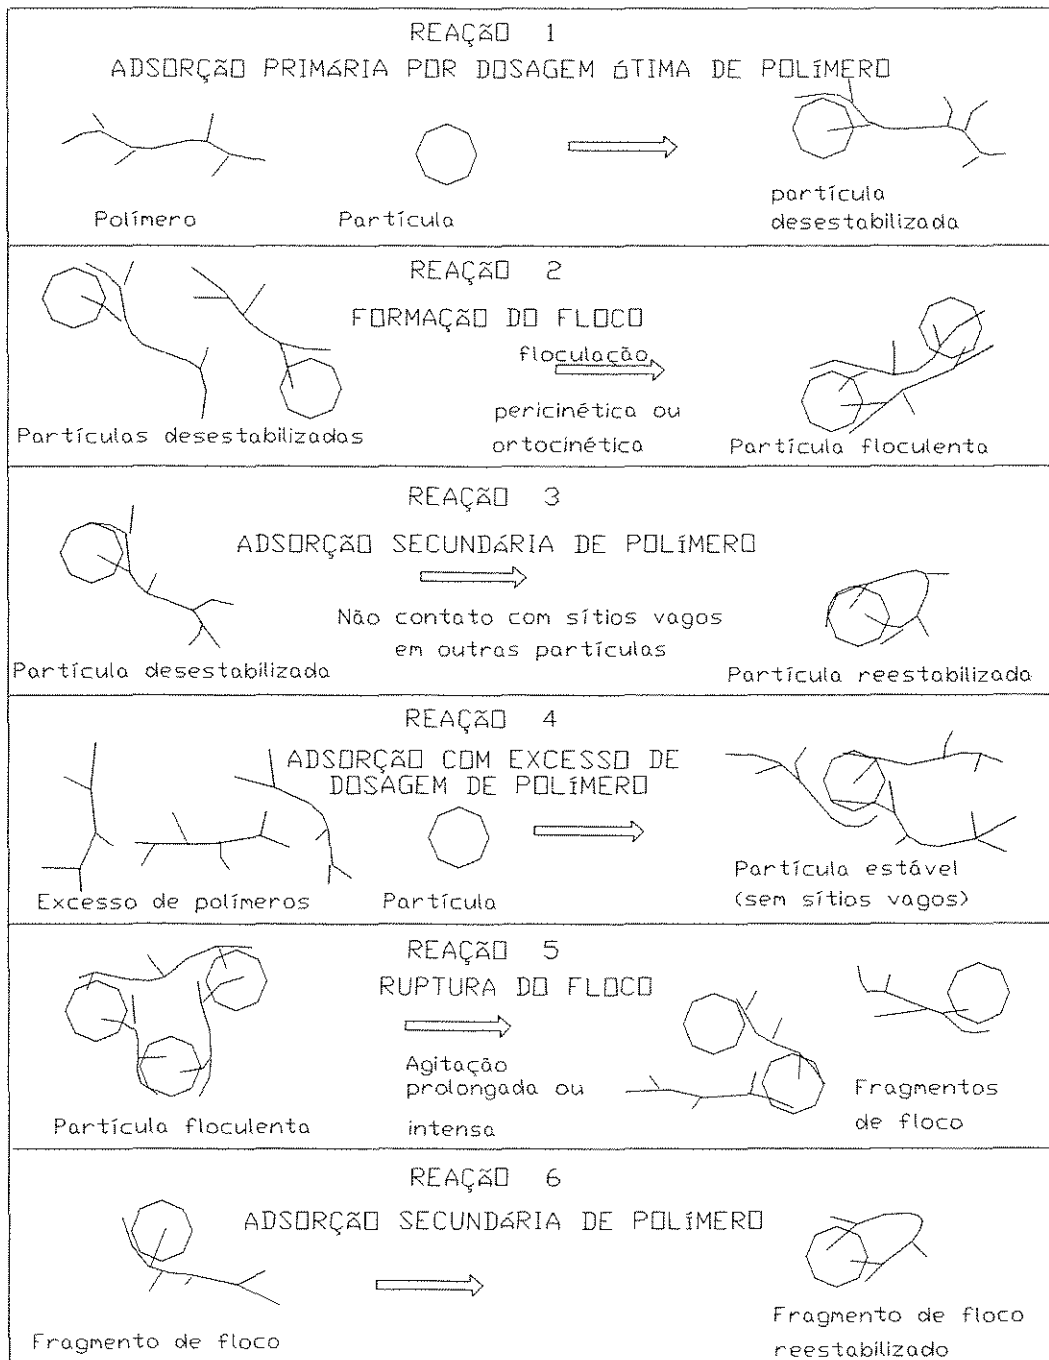 REAÇÃO 1
ADSORÇÃO PRIMÁRIA POR DOSAGEM ÓTIMA DE POLÍMERO
Polímero
Partícula
partícula
desestabilizada
REAÇÃO 2
FORMAÇÃO DO FLOCO
floculação
pericinética ou
ortocinética
Partículas desestabilizadas
Partícula floculenta
REAÇÃO 3
ADSORÇÃO SECUNDÁRIA DE POLÍMERO
Não contato com sítios vagos
em outras partículas
Partícula desestabilizada
Partícula reestabilizada
REAÇÃO 4
ADSORÇÃO COM EXCESSO DE
DOSAGEM DE POLÍMERO
Excesso de polímeros
Partícula
Partícula estável
(sem sítios vagos)
REAÇÃO 5
RUPTURA DO FLOCO
Agitação
prolongada ou
intensa
Partícula floculenta
Fragmentos
de floco
REAÇÃO 6
ADSORÇÃO SECUNDÁRIA DE POLÍMERO
Fragmento de floco
Fragmento de floco
reestabilizado